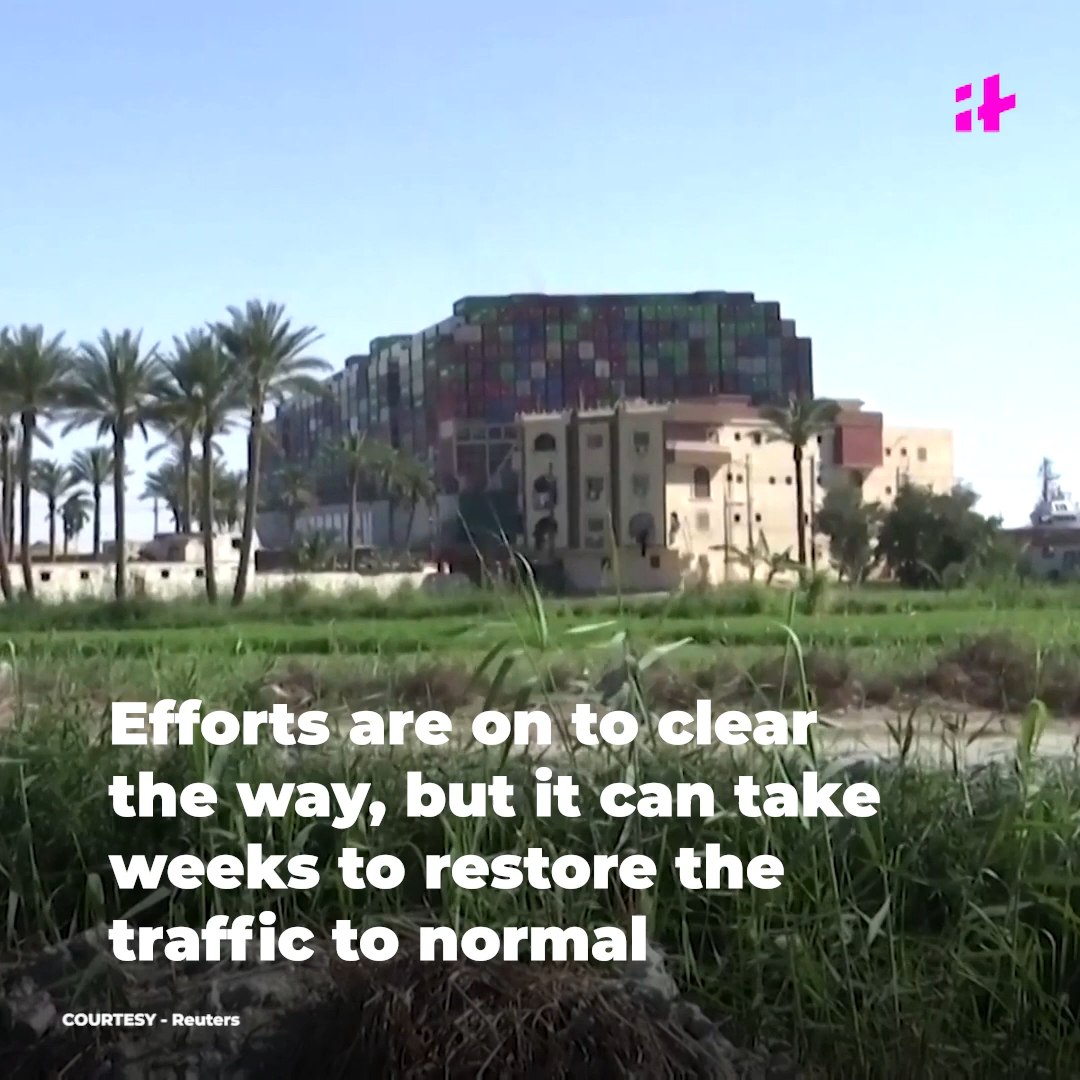 Efforts are on to clear
the way, but it can take
weeks to restore the
traffic to normal
COURTESY - Reuters